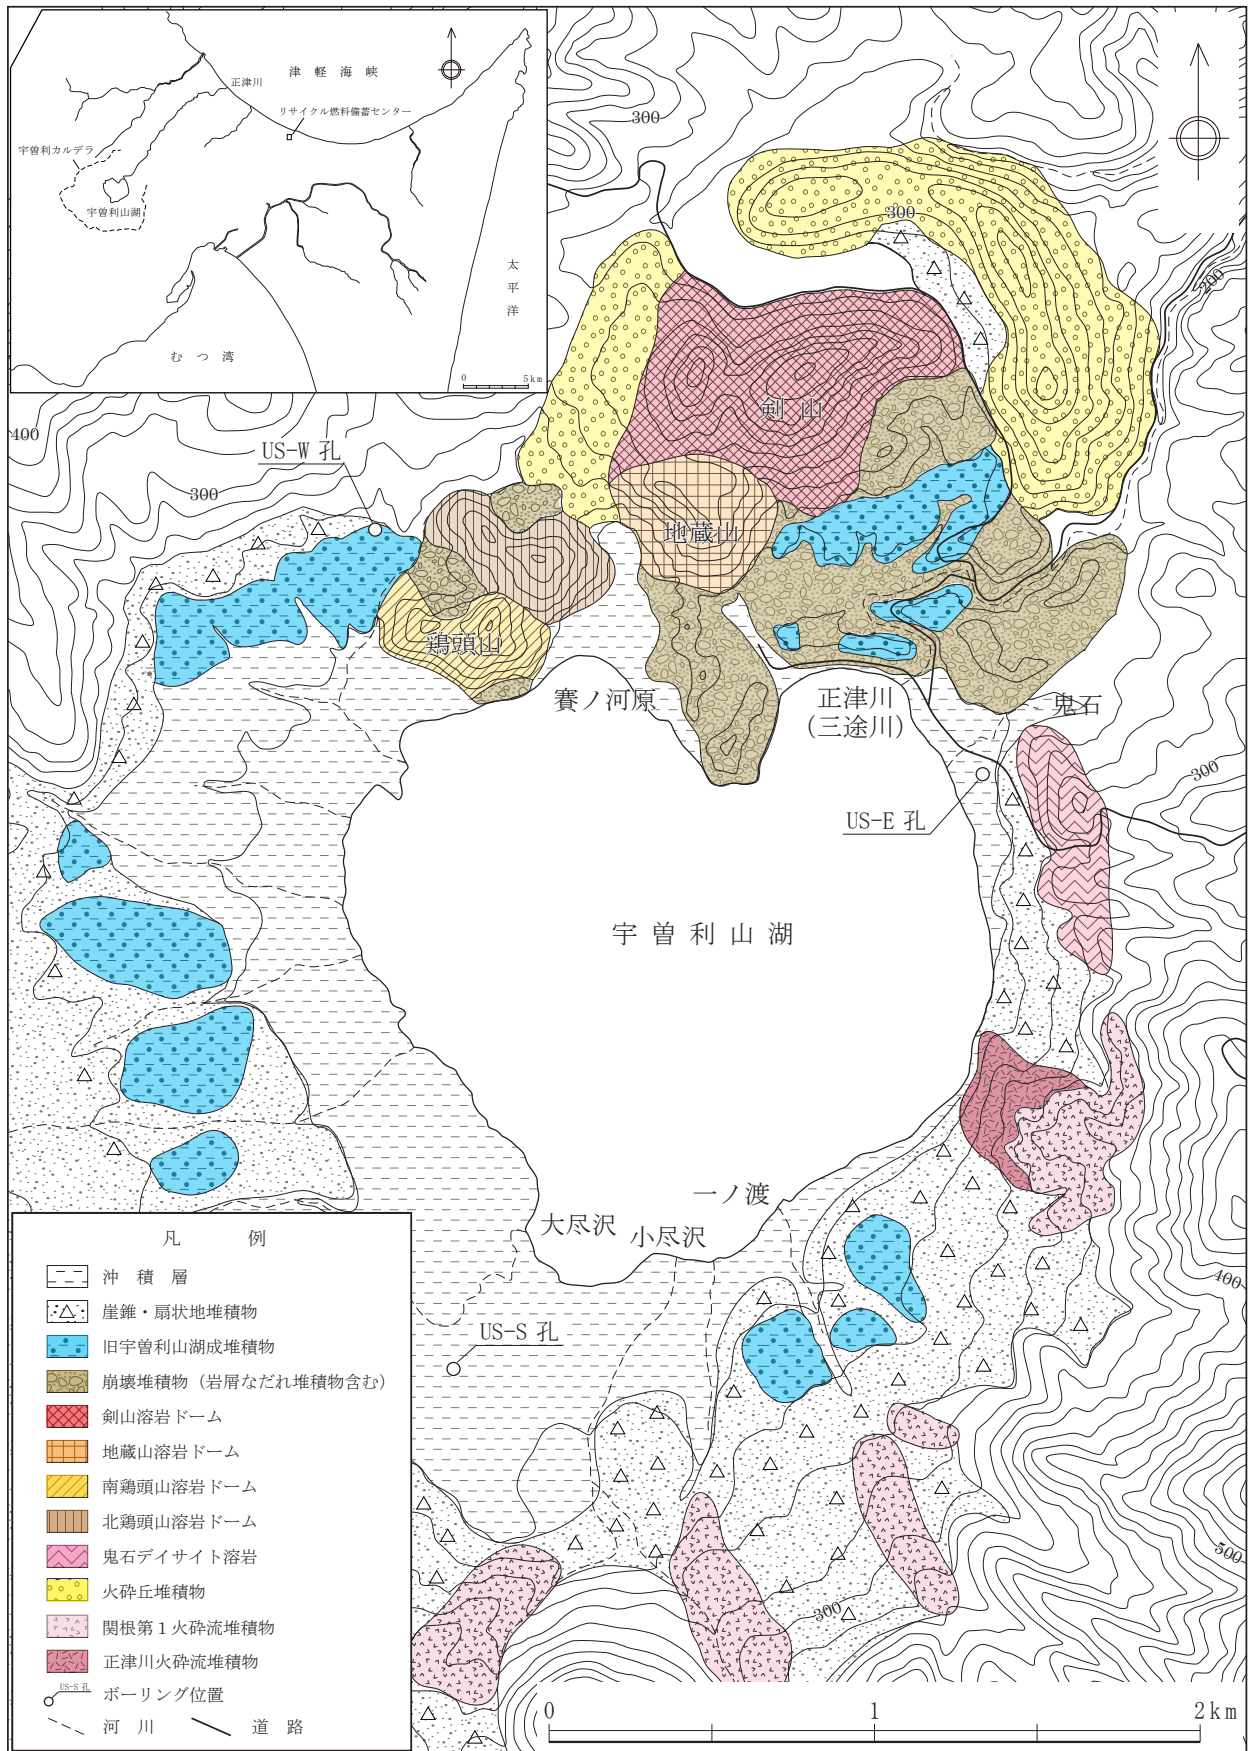 正津川
津軽海峡
リサイクル燃料備蓄センター
宇曽利カルデラ
宇曽利山湖
太平洋
むつ湾
0 5km
300
300
200
400
US-W 孔
300
剣山
地蔵山
鶏頭山
賽ノ河原
正津川
(三途川)
鬼石
300
US-E 孔
宇曽利山湖
一ノ渡
大尽沢
小尽沢
400
US-S 孔
500
300
凡例
沖積層
崖錐・扇状地堆積物
旧宇曽利山湖成堆積物
崩壊堆積物（岩屑なだれ堆積物含む）
剣山溶岩ドーム
地蔵山溶岩ドーム
南鶏頭山溶岩ドーム
北鶏頭山溶岩ドーム
鬼石デイサイト溶岩
火砕丘堆積物
関根第１火砕流堆積物
正津川火砕流堆積物
US-S 孔 ボーリング位置
河川 道路
0 1 2km